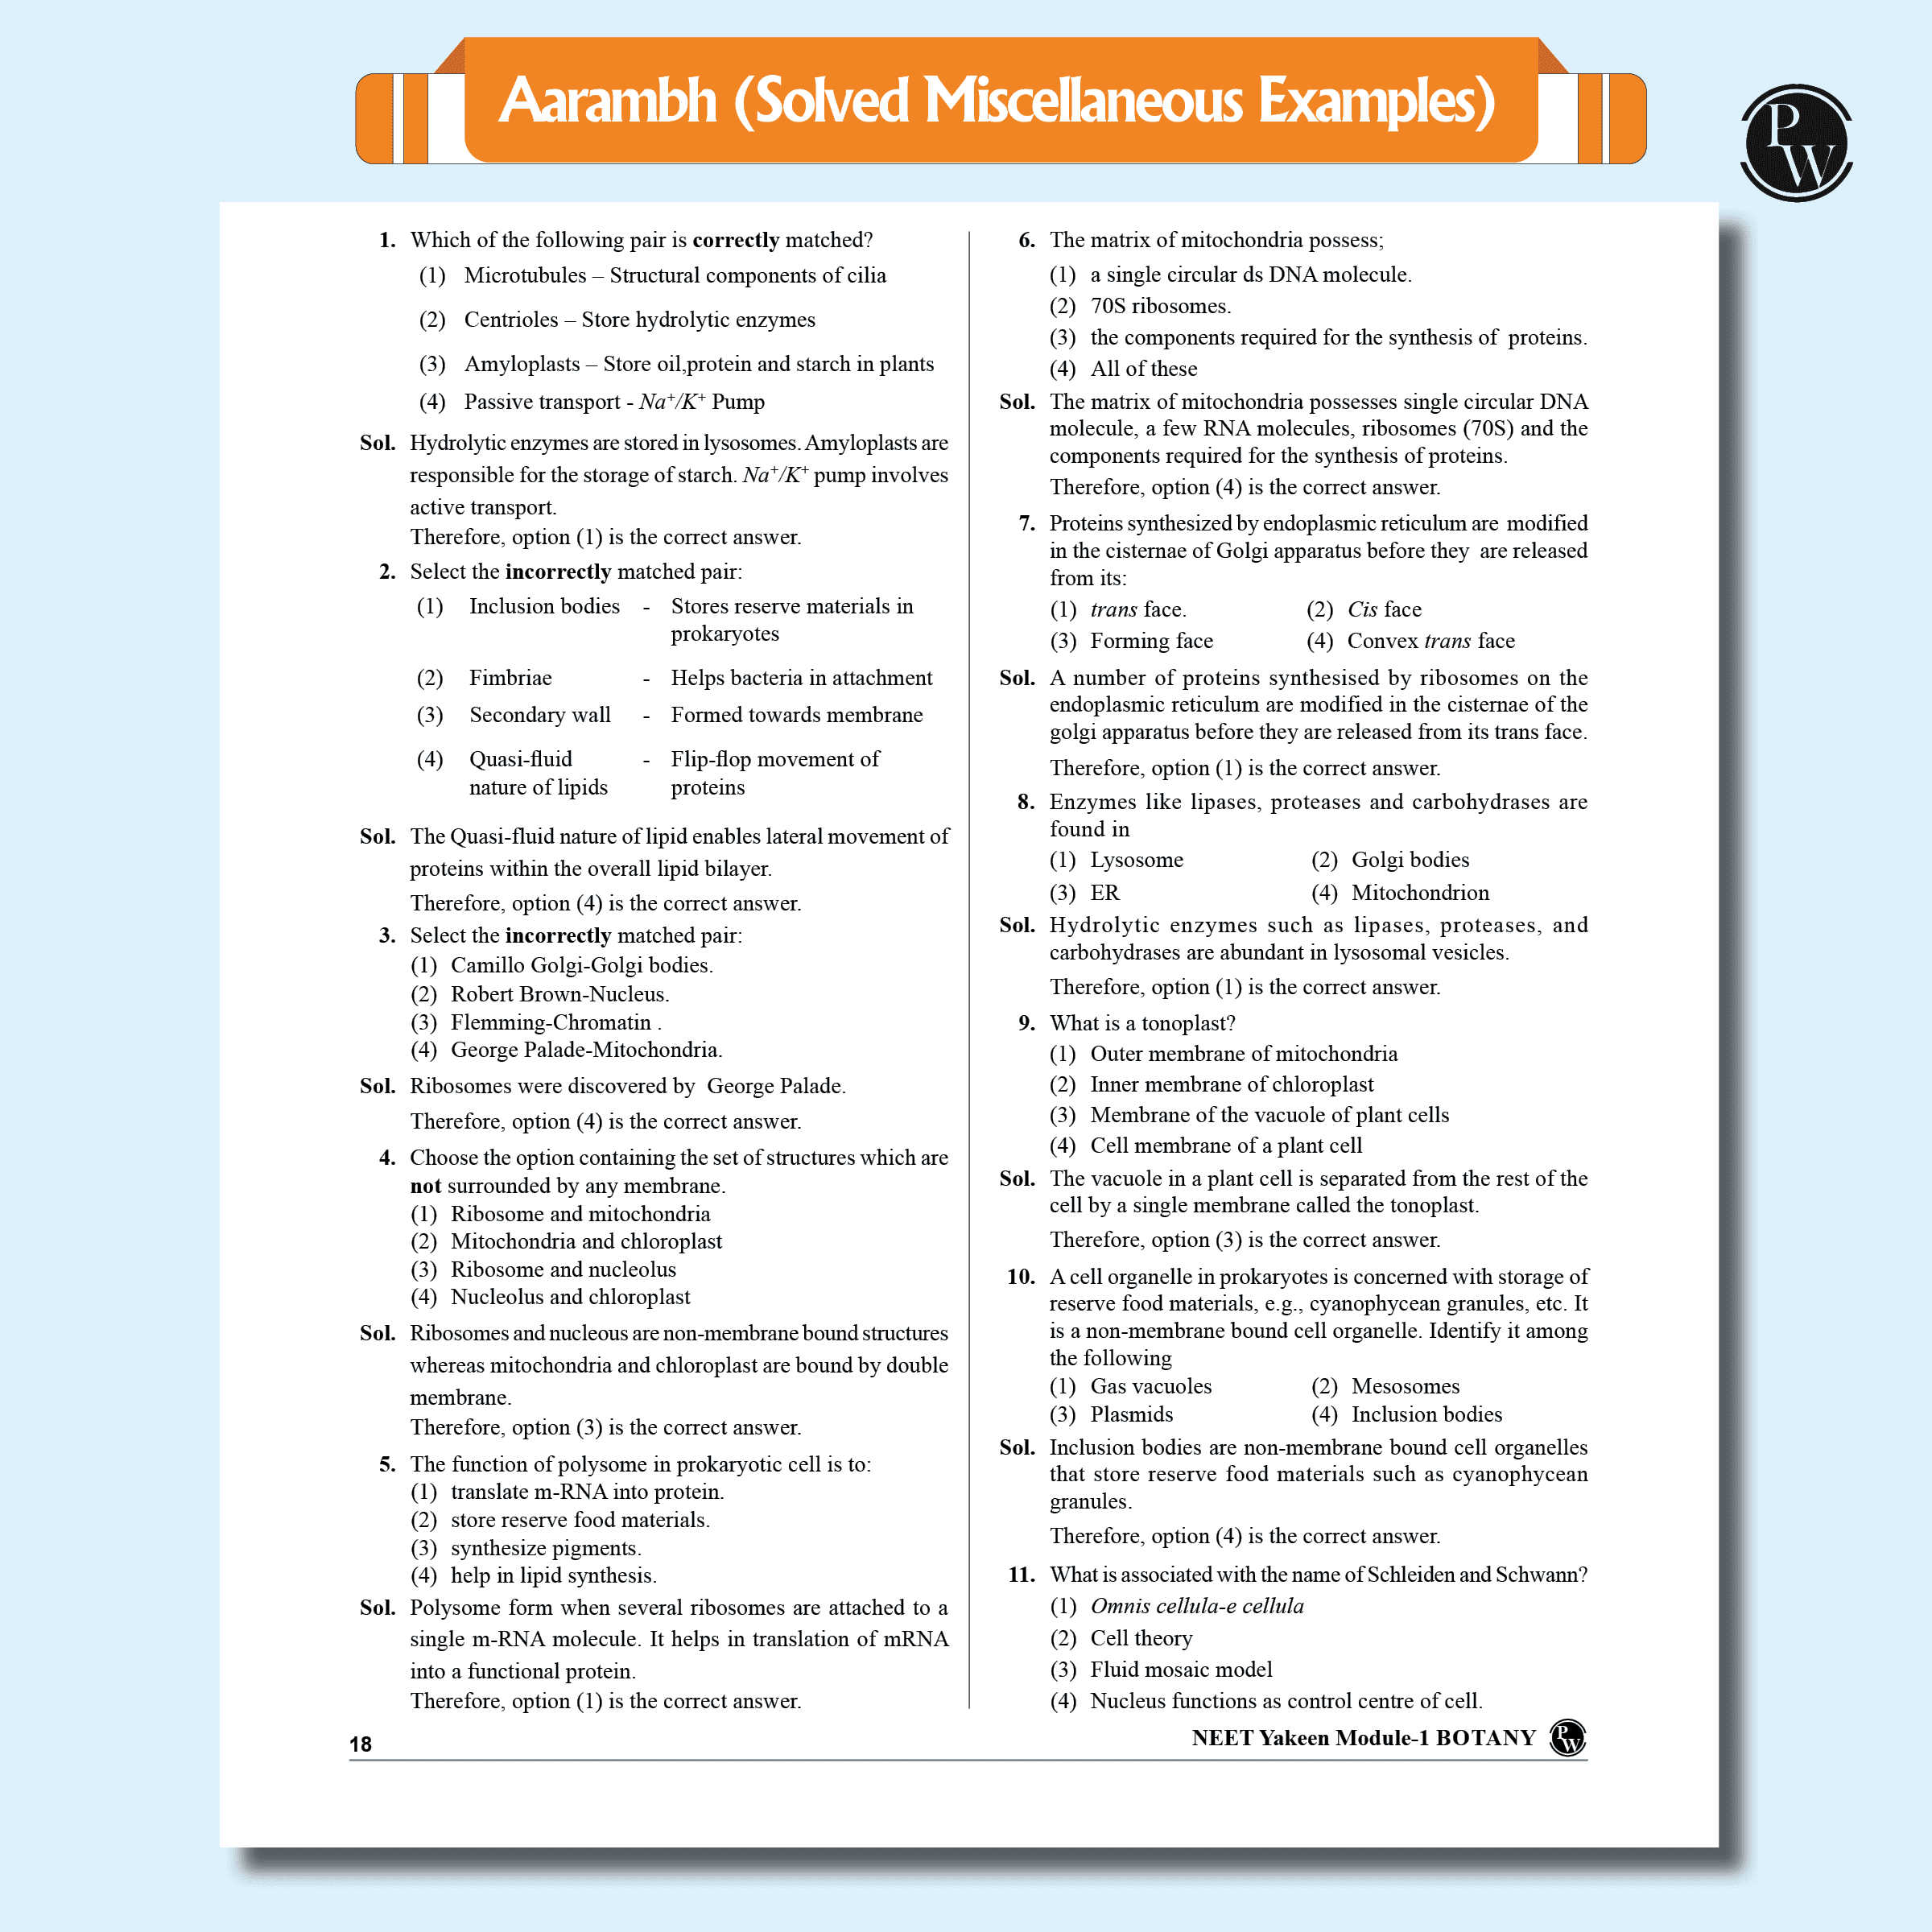 Aarambh (Solved Miscellaneous Examples)
PW
1. Which of the following pair is correctly matched?
(1) Microtubules – Structural components of cilia
(2) Centrioles – Store hydrolytic enzymes
(3) Amyloplasts – Store oil,protein and starch in plants
(4) Passive transport - Na⁺/K⁺ Pump
Sol. Hydrolytic enzymes are stored in lysosomes. Amyloplasts are
responsible for the storage of starch. Na⁺/K⁺ pump involves
active transport.
Therefore, option (1) is the correct answer.
2. Select the incorrectly matched pair:
(1) Inclusion bodies - Stores reserve materials in
prokaryotes
(2) Fimbriae - Helps bacteria in attachment
(3) Secondary wall - Formed towards membrane
(4) Quasi-fluid - Flip-flop movement of
nature of lipids proteins
Sol. The Quasi-fluid nature of lipid enables lateral movement of
proteins within the overall lipid bilayer.
Therefore, option (4) is the correct answer.
3. Select the incorrectly matched pair:
(1) Camillo Golgi-Golgi bodies.
(2) Robert Brown-Nucleus.
(3) Flemming-Chromatin .
(4) George Palade-Mitochondria.
Sol. Ribosomes were discovered by George Palade.
Therefore, option (4) is the correct answer.
4. Choose the option containing the set of structures which are
not surrounded by any membrane.
(1) Ribosome and mitochondria
(2) Mitochondria and chloroplast
(3) Ribosome and nucleolus
(4) Nucleolus and chloroplast
Sol. Ribosomes and nucleous are non-membrane bound structures
whereas mitochondria and chloroplast are bound by double
membrane.
Therefore, option (3) is the correct answer.
5. The function of polysome in prokaryotic cell is to:
(1) translate m-RNA into protein.
(2) store reserve food materials.
(3) synthesize pigments.
(4) help in lipid synthesis.
Sol. Polysome form when several ribosomes are attached to a
single m-RNA molecule. It helps in translation of mRNA
into a functional protein.
Therefore, option (1) is the correct answer.
6. The matrix of mitochondria possess;
(1) a single circular ds DNA molecule.
(2) 70S ribosomes.
(3) the components required for the synthesis of proteins.
(4) All of these
Sol. The matrix of mitochondria possesses single circular DNA
molecule, a few RNA molecules, ribosomes (70S) and the
components required for the synthesis of proteins.
Therefore, option (4) is the correct answer.
7. Proteins synthesized by endoplasmic reticulum are modified
in the cisternae of Golgi apparatus before they are released
from its:
(1) trans face. (2) Cis face
(3) Forming face (4) Convex trans face
Sol. A number of proteins synthesised by ribosomes on the
endoplasmic reticulum are modified in the cisternae of the
golgi apparatus before they are released from its trans face.
Therefore, option (1) is the correct answer.
8. Enzymes like lipases, proteases and carbohydrases are
found in
(1) Lysosome (2) Golgi bodies
(3) ER (4) Mitochondrion
Sol. Hydrolytic enzymes such as lipases, proteases, and
carbohydrases are abundant in lysosomal vesicles.
Therefore, option (1) is the correct answer.
9. What is a tonoplast?
(1) Outer membrane of mitochondria
(2) Inner membrane of chloroplast
(3) Membrane of the vacuole of plant cells
(4) Cell membrane of a plant cell
Sol. The vacuole in a plant cell is separated from the rest of the
cell by a single membrane called the tonoplast.
Therefore, option (3) is the correct answer.
10. A cell organelle in prokaryotes is concerned with storage of
reserve food materials, e.g., cyanophycean granules, etc. It
is a non-membrane bound cell organelle. Identify it among
the following
(1) Gas vacuoles (2) Mesosomes
(3) Plasmids (4) Inclusion bodies
Sol. Inclusion bodies are non-membrane bound cell organelles
that store reserve food materials such as cyanophycean
granules.
Therefore, option (4) is the correct answer.
11. What is associated with the name of Schleiden and Schwann?
(1) Omnis cellula-e cellula
(2) Cell theory
(3) Fluid mosaic model
(4) Nucleus functions as control centre of cell.
18
NEET Yakeen Module-1 BOTANY PW